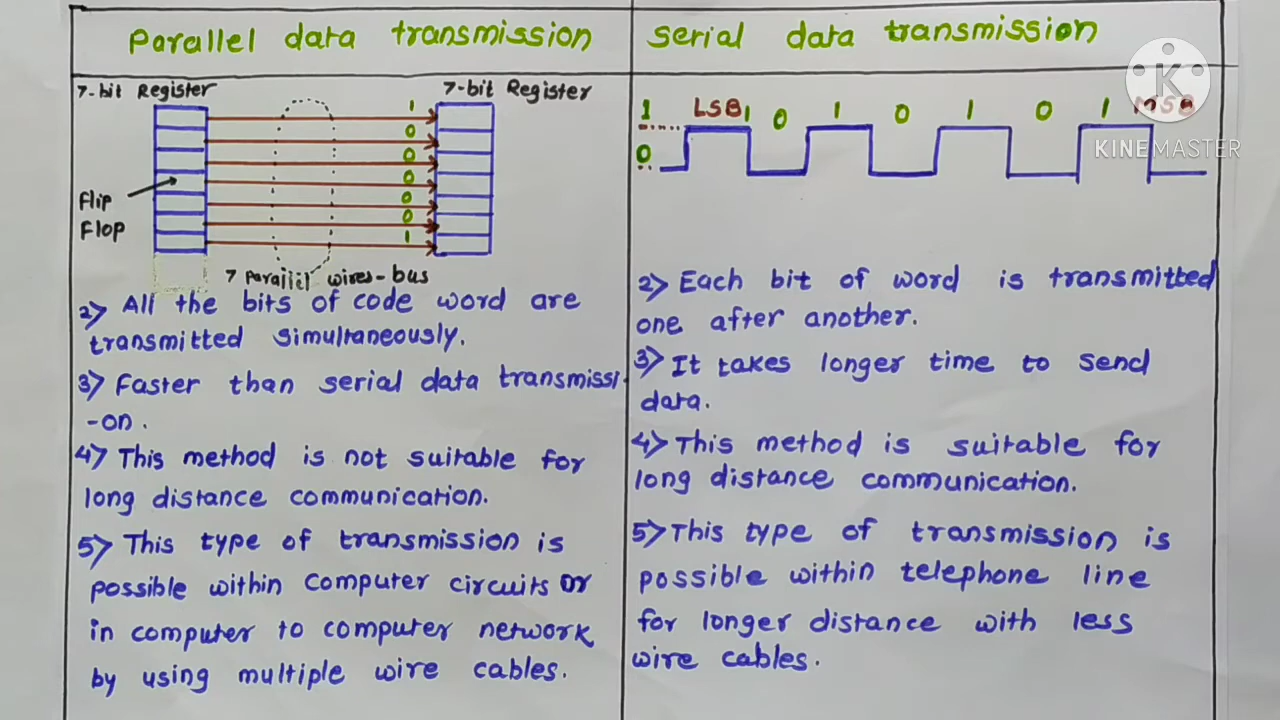 Parallel data transmission
7-bit Register
7-bit Register
1
0
0
0
0
0
1
Flip
Flop
7 parallel wires-bus
2) All the bits of code word are
transmitted simultaneously.
3) Faster than serial data transmissi
-on.
4) This method is not suitable for
long distance communication.
5) This type of transmission is
possible within computer circuits or
in computer to computer network
by using multiple wire cables.
serial data transmission
1 LSB 1 0 1 0 1 0 1 MSB
0
K
KINEMASTER
2) Each bit of word is transmitted
one after another.
3) It takes longer time to send
data.
4) This method is suitable for
long distance communication.
5) This type of transmission is
possible within telephone line
for longer distance with less
wire cables.